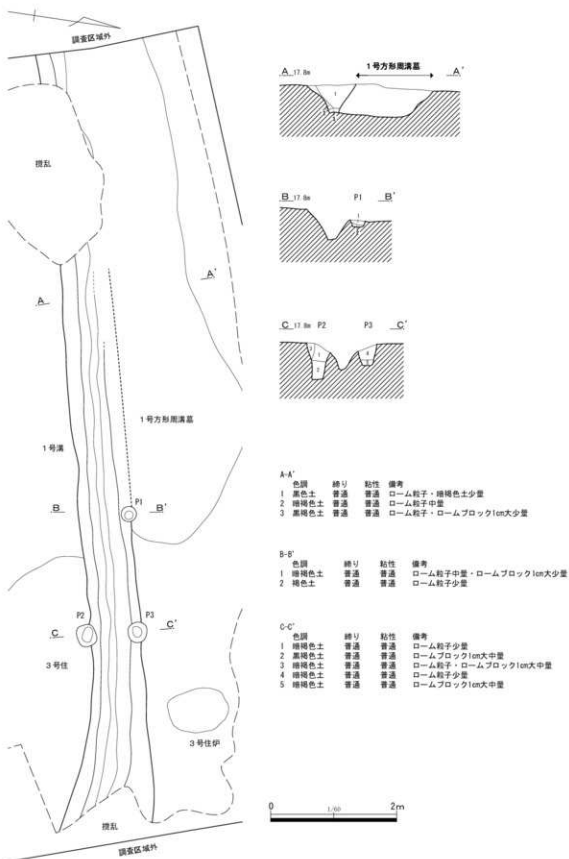 調査区域外
撹乱
A
A'
1号方形周溝墓
1号溝
P1
B
B'
P2
P3
C
C'
3号住
3号住炉
撹乱
調査区域外
A 17.8m 1号方形周溝墓 A'
1
2
3
B 17.8m P1 B'
1
2
C 17.8m P2 P3 C'
3
1
2
4
5
A-A'
色調 締り 粘性 備考
1 黒色土 普通 普通 ローム粒子・暗褐色土少量
2 暗褐色土 普通 普通 ローム粒子中量
3 黒褐色土 普通 普通 ローム粒子・ロームブロック1cm大少量
B-B'
色調 締り 粘性 備考
1 暗褐色土 普通 普通 ローム粒子中量・ロームブロック1cm大少量
2 褐色土 普通 普通 ローム粒子少量
C-C'
色調 締り 粘性 備考
1 暗褐色土 普通 普通 ローム粒子少量
2 黒褐色土 普通 普通 ロームブロック1cm大中量
3 暗褐色土 普通 普通 ローム粒子・ロームブロック1cm大中量
4 暗褐色土 普通 普通 ローム粒子少量
5 暗褐色土 普通 普通 ロームブロック1cm大中量
0 1/60 2m